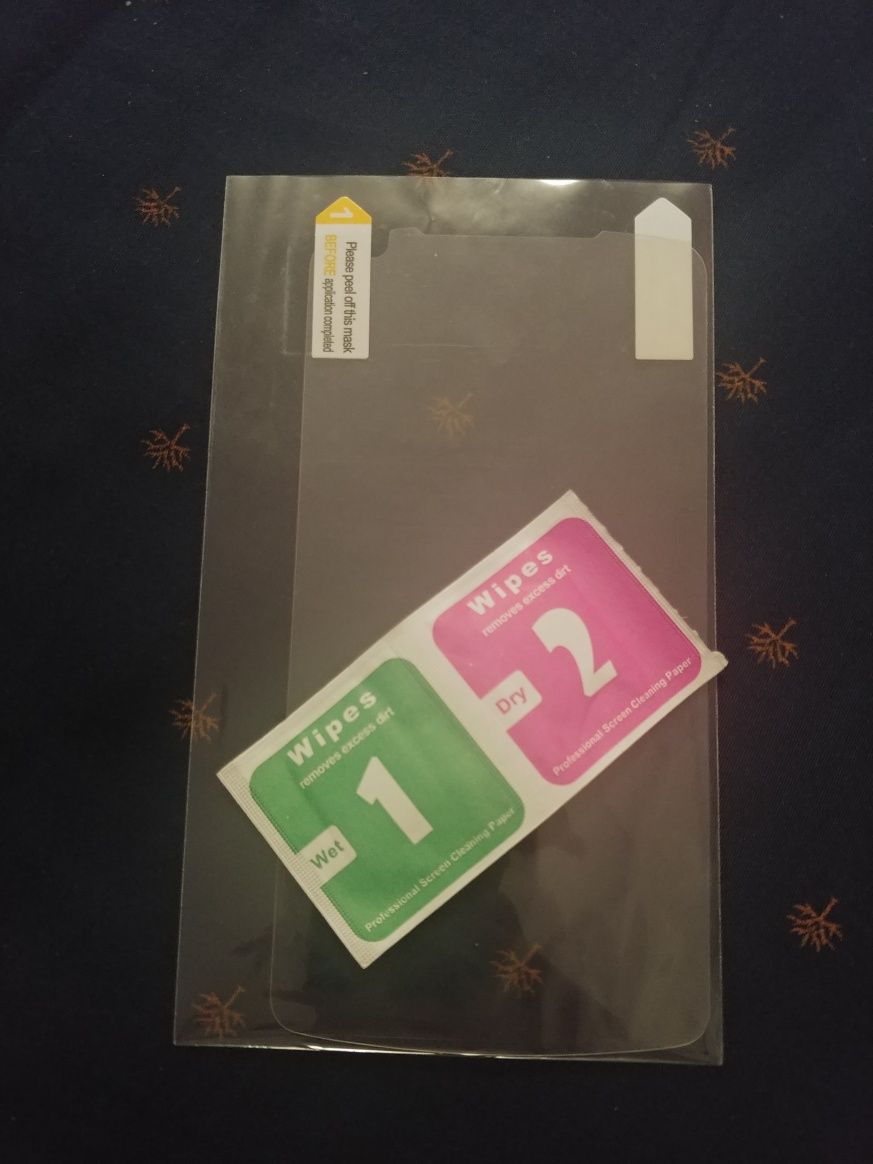 1
Please peel off this mask
BEFORE application completed
Wipes
removes excess dirt
2
Dry
Professional Screen Cleaning Paper
Wipes
removes excess dirt
1
Wet
Professional Screen Cleaning Paper